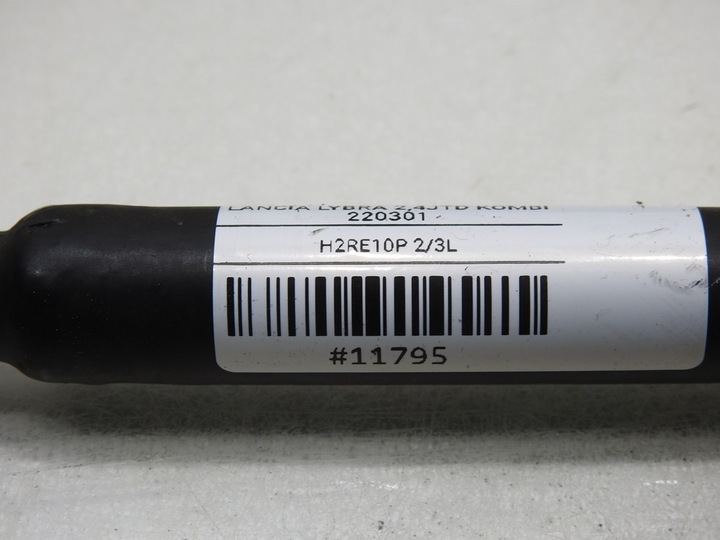 LANCIA LYBRA 2,4JTD KOMBI
220301
H2RE10P 2/3L
#11795